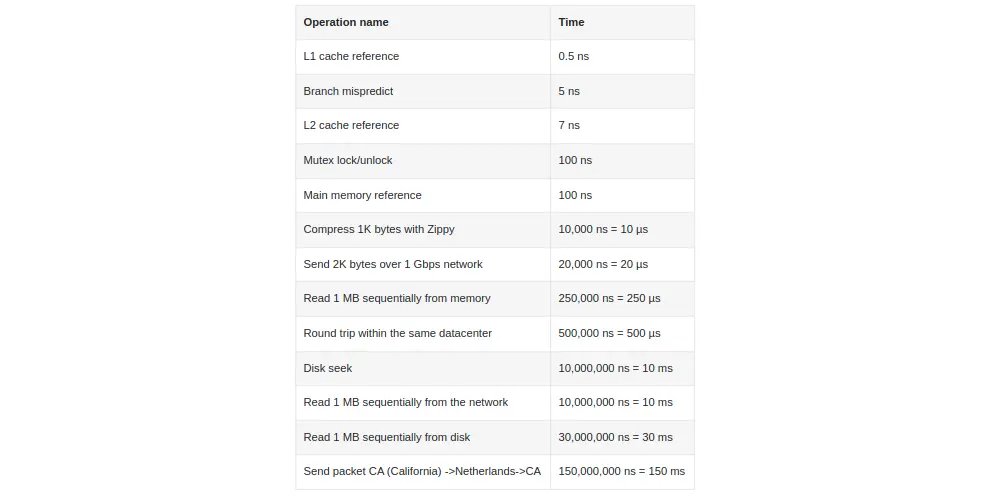 Operation name Time
L1 cache reference 0.5 ns
Branch mispredict 5 ns
L2 cache reference 7 ns
Mutex lock/unlock 100 ns
Main memory reference 100 ns
Compress 1K bytes with Zippy 10,000 ns = 10 µs
Send 2K bytes over 1 Gbps network 20,000 ns = 20 µs
Read 1 MB sequentially from memory 250,000 ns = 250 µs
Round trip within the same datacenter 500,000 ns = 500 µs
Disk seek 10,000,000 ns = 10 ms
Read 1 MB sequentially from the network 10,000,000 ns = 10 ms
Read 1 MB sequentially from disk 30,000,000 ns = 30 ms
Send packet CA (California) ->Netherlands->CA 150,000,000 ns = 150 ms